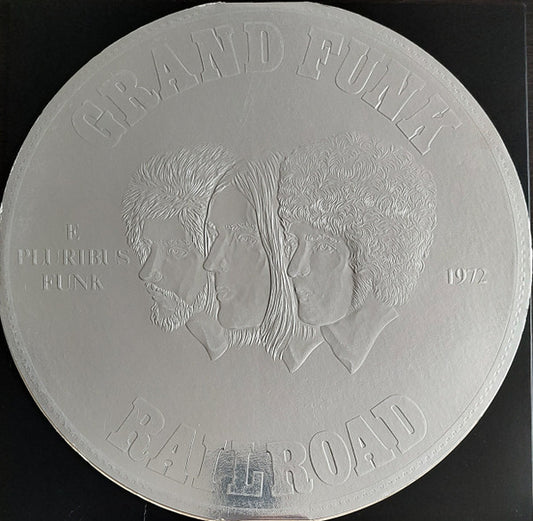 GRAND FUNK
E
PLURIBUS
FUNK
1972
RAILROAD